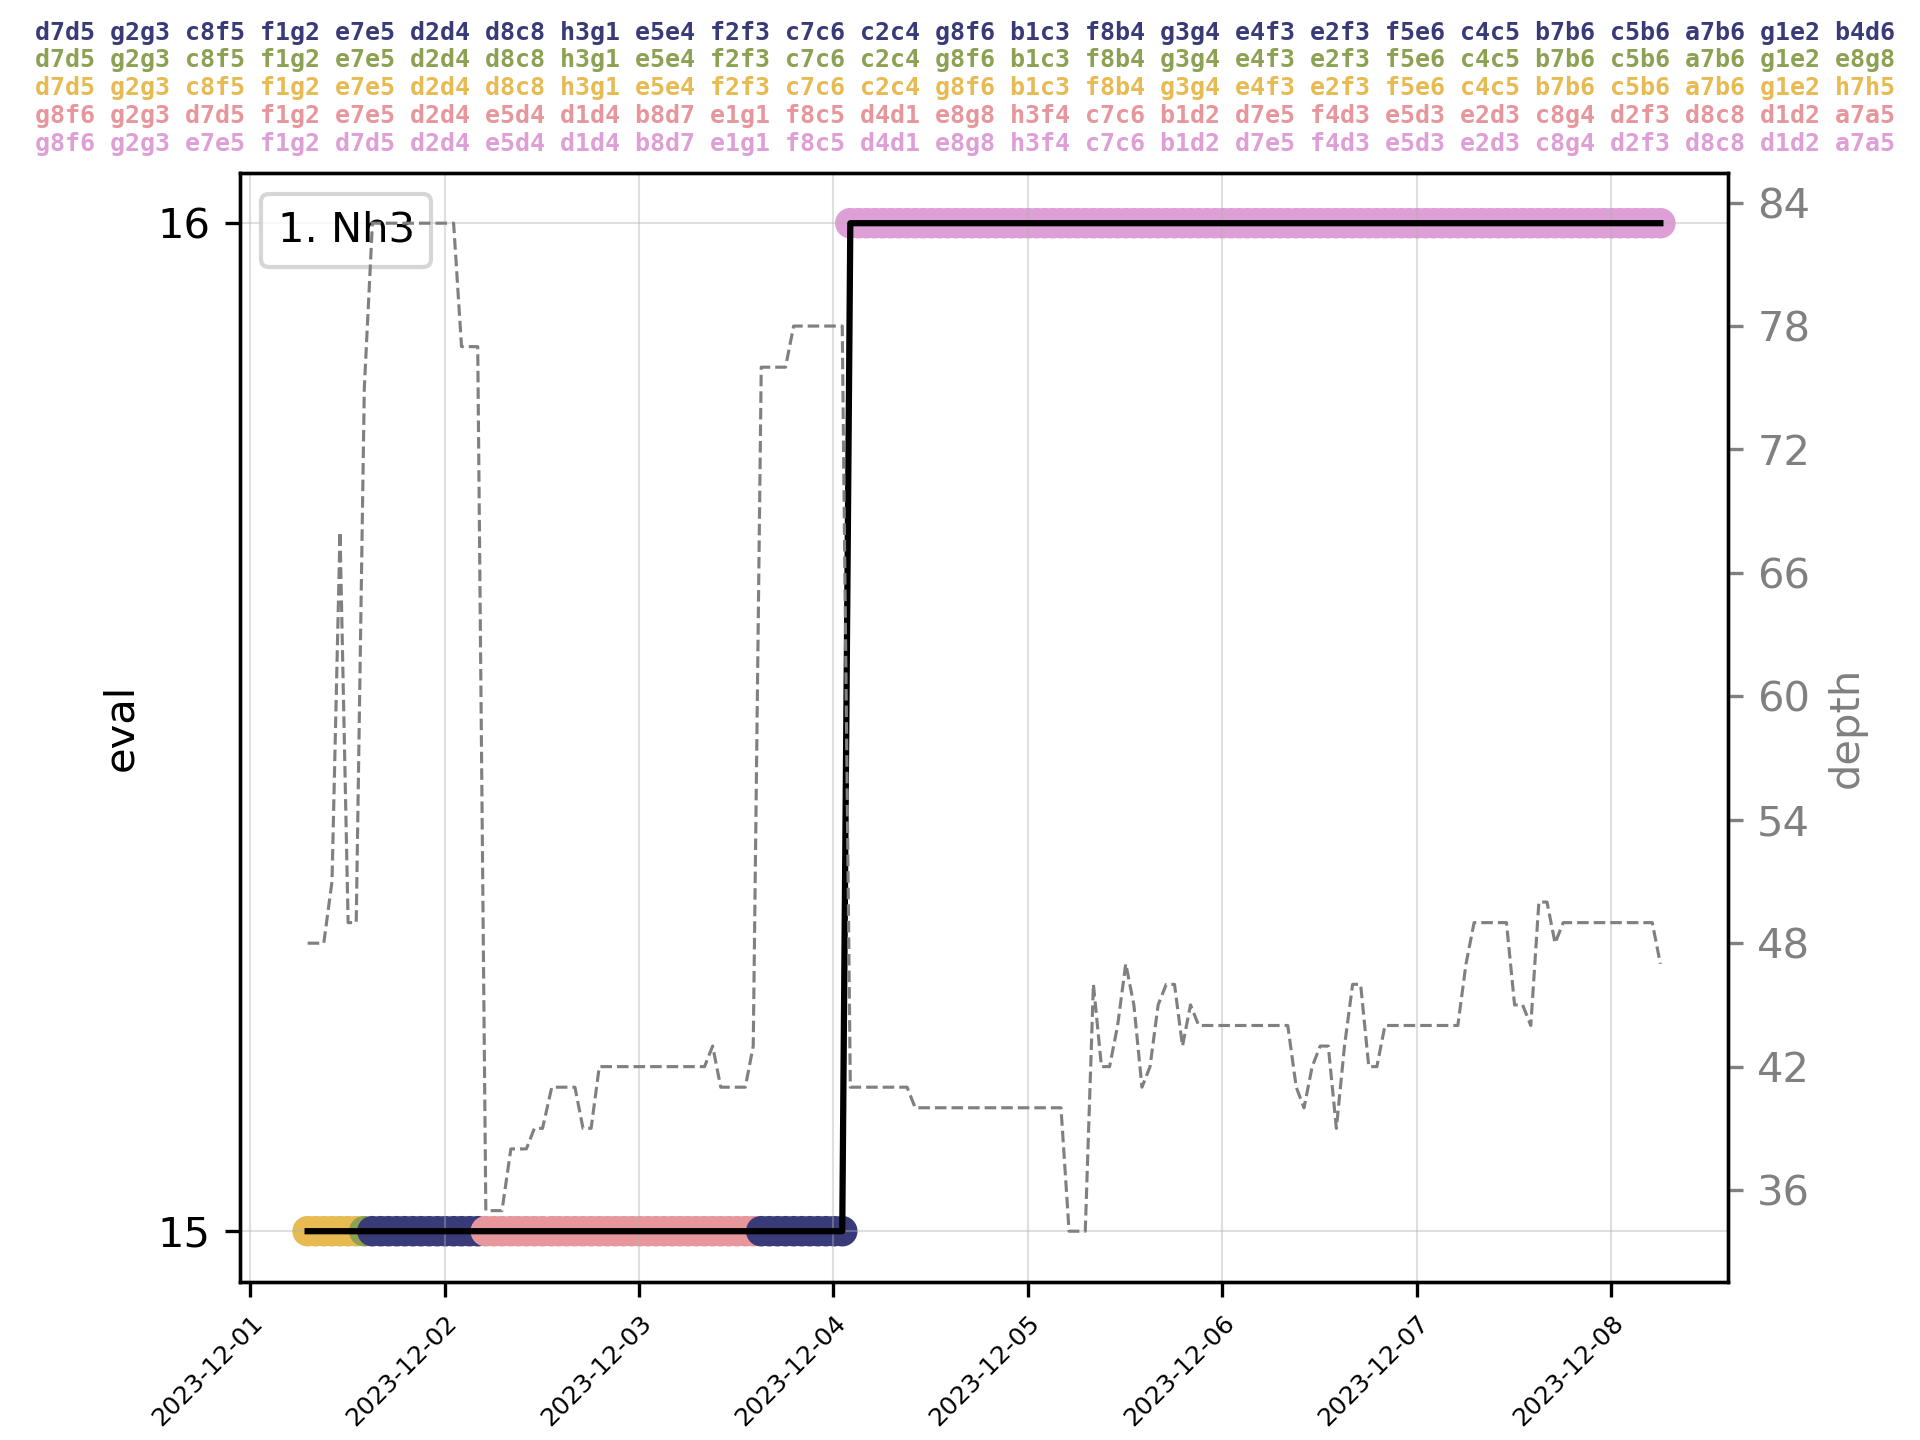 d7d5 g2g3 c8f5 f1g2 e7e5 d2d4 d8c8 h3g1 e5e4 f2f3 c7c6 c2c4 g8f6 b1c3 f8b4 g3g4 e4f3 e2f3 f5e6 c4c5 b7b6 c5b6 a7b6 g1e2 b4d6
d7d5 g2g3 c8f5 f1g2 e7e5 d2d4 d8c8 h3g1 e5e4 f2f3 c7c6 c2c4 g8f6 b1c3 f8b4 g3g4 e4f3 e2f3 f5e6 c4c5 b7b6 c5b6 a7b6 g1e2 e8g8
d7d5 g2g3 c8f5 f1g2 e7e5 d2d4 d8c8 h3g1 e5e4 f2f3 c7c6 c2c4 g8f6 b1c3 f8b4 g3g4 e4f3 e2f3 f5e6 c4c5 b7b6 c5b6 a7b6 g1e2 h7h5
g8f6 g2g3 d7d5 f1g2 e7e5 d2d4 e5d4 d1d4 b8d7 e1g1 f8c5 d4d1 e8g8 h3f4 c7c6 b1d2 d7e5 f4d3 e5d3 e2d3 c8g4 d2f3 d8c8 d1d2 a7a5
g8f6 g2g3 e7e5 f1g2 d7d5 d2d4 e5d4 d1d4 b8d7 e1g1 f8c5 d4d1 e8g8 h3f4 c7c6 b1d2 d7e5 f4d3 e5d3 e2d3 c8g4 d2f3 d8c8 d1d2 a7a5
1. Nh3
16
15
eval
84
78
72
66
60
54
48
42
36
depth
2023-12-01
2023-12-02
2023-12-03
2023-12-04
2023-12-05
2023-12-06
2023-12-07
2023-12-08